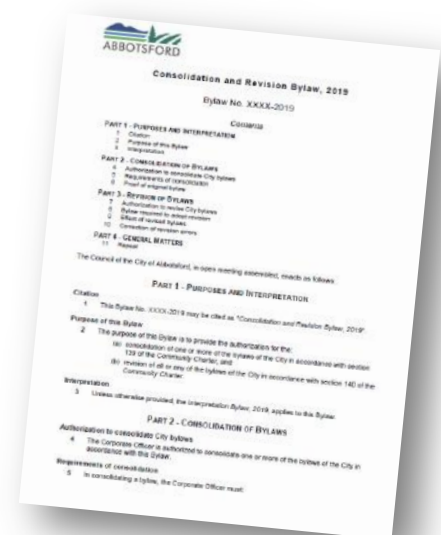 ABBOTSFORD
Consolidation and Revision Bylaw, 2019
Bylaw No. XXXX-2019
Contents
PART 1 - PURPOSES AND INTERPRETATION
1 Citation
2 Purpose of this Bylaw
3 Interpretation
PART 2 - CONSOLIDATION OF BYLAWS
4 Authorization to consolidate City bylaws
5 Requirements of consolidation
6 Proof of original bylaw
PART 3 - REVISION OF BYLAWS
7 Authorization to revise City bylaws
8 Bylaw required to adopt revision
9 Effect of revised bylaws
10 Correction of revision errors
PART 4 - GENERAL MATTERS
11 Repeal
The Council of the City of Abbotsford, in open meeting assembled, enacts as follows
PART 1 - PURPOSES AND INTERPRETATION
Citation
1 This Bylaw No. XXXX-2019 may be cited as "Consolidation and Revision Bylaw, 2019".
Purpose of this Bylaw
2 The purpose of this Bylaw is to provide the authorization for the:
(a) consolidation of one or more of the bylaws of the City in accordance with section
139 of the Community Charter, and
(b) revision of all or any of the bylaws of the City in accordance with section 140 of the
Community Charter.
Interpretation
3 Unless otherwise provided, the Interpretation Bylaw, 2019, applies to this Bylaw.
PART 2 - CONSOLIDATION OF BYLAWS
Authorization to consolidate City bylaws
4 The Corporate Officer is authorized to consolidate one or more of the bylaws of the City in
accordance with this Bylaw.
Requirements of consolidation
5 In consolidating a bylaw, the Corporate Officer must: